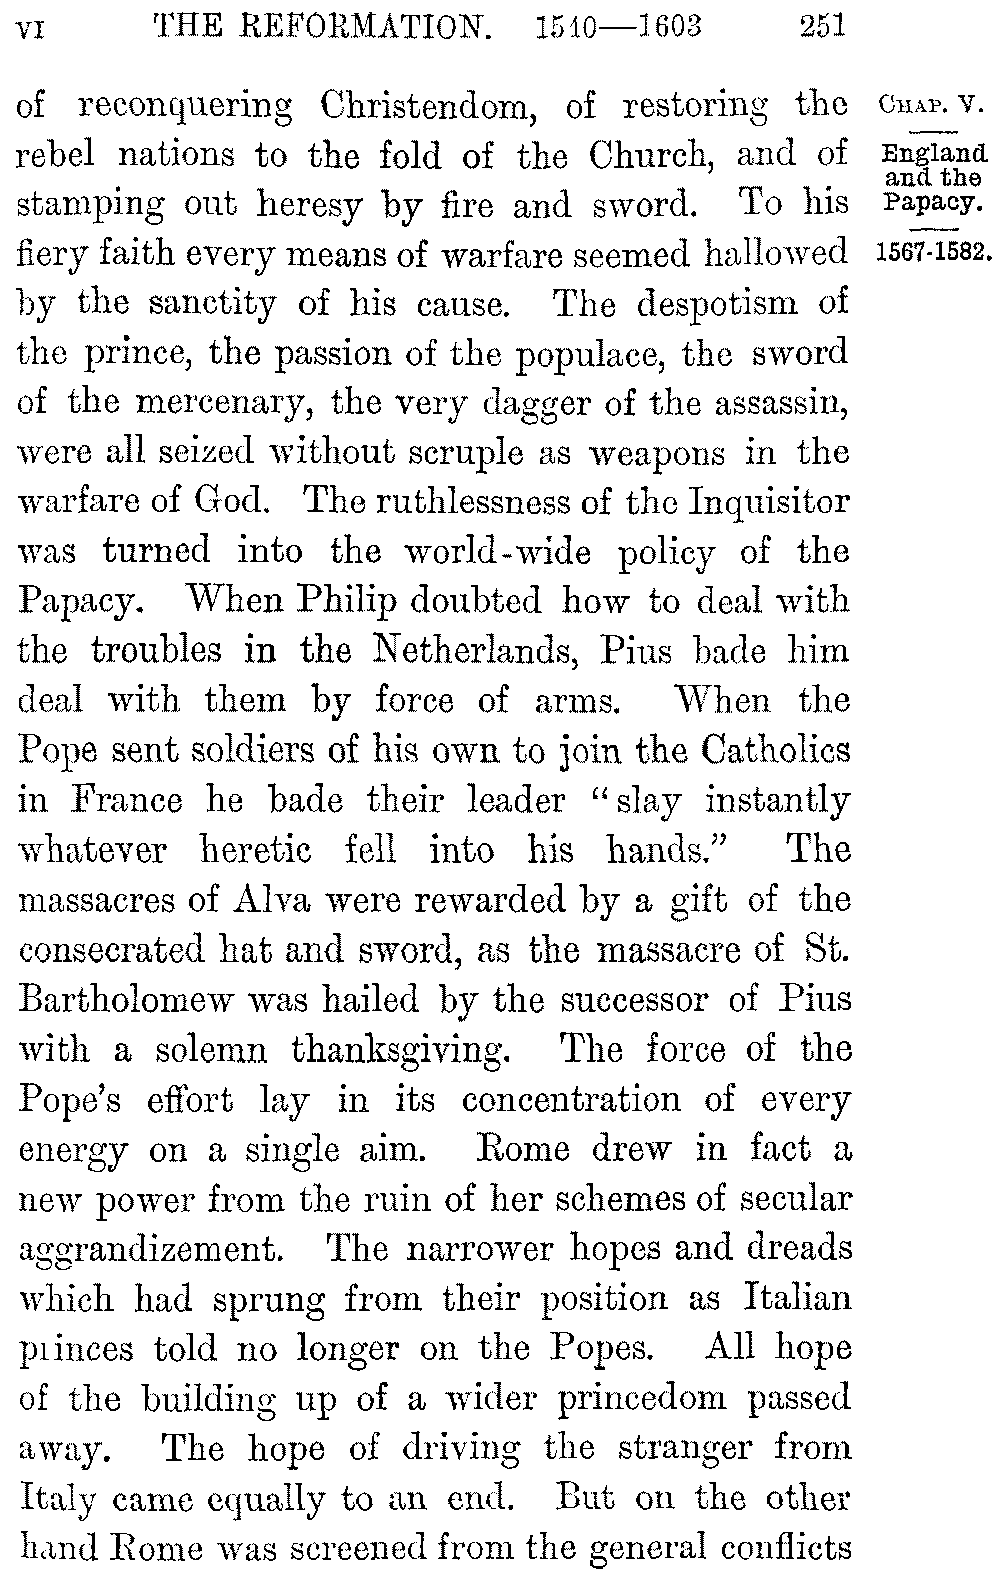 VI THE REFORMATION. 1540—1603 251
of reconquering Christendom, of restoring the
rebel nations to the fold of the Church, and of
stamping out heresy by fire and sword. To his
fiery faith every means of warfare seemed hallowed
by the sanctity of his cause. The despotism of
the prince, the passion of the populace, the sword
of the mercenary, the very dagger of the assassin,
were all seized without scruple as weapons in the
warfare of God. The ruthlessness of the Inquisitor
was turned into the world-wide policy of the
Papacy. When Philip doubted how to deal with
the troubles in the Netherlands, Pius bade him
deal with them by force of arms. When the
Pope sent soldiers of his own to join the Catholics
in France he bade their leader “slay instantly
whatever heretic fell into his hands.” The
massacres of Alva were rewarded by a gift of the
consecrated hat and sword, as the massacre of St.
Bartholomew was hailed by the successor of Pius
with a solemn thanksgiving. The force of the
Pope's effort lay in its concentration of every
energy on a single aim. Rome drew in fact a
new power from the ruin of her schemes of secular
aggrandizement. The narrower hopes and dreads
which had sprung from their position as Italian
princes told no longer on the Popes. All hope
of the building up of a wider princedom passed
away. The hope of driving the stranger from
Italy came equally to an end. But on the other
hand Rome was screened from the general conflicts
CHAP. V.
England
and the
Papacy.
1567-1582.